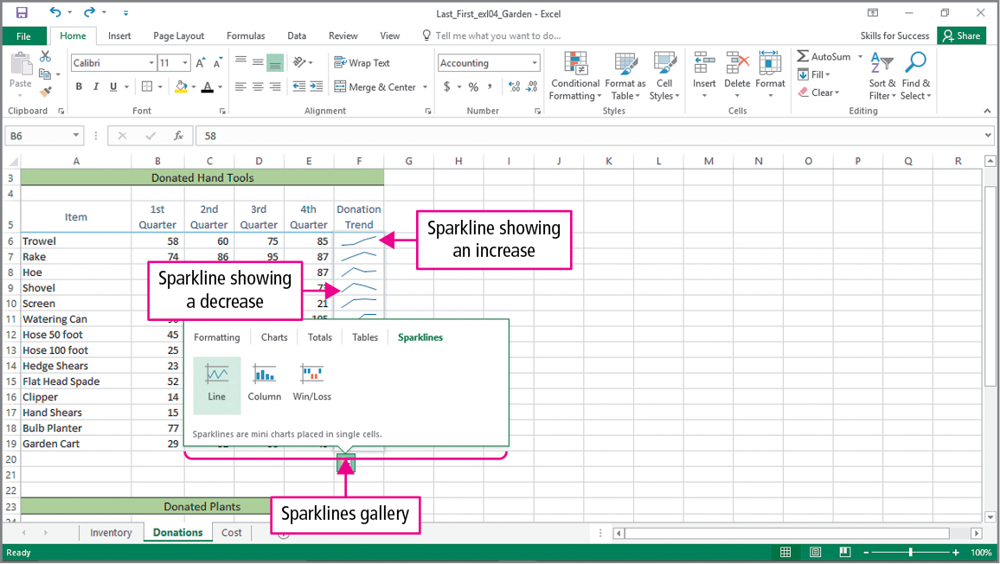 Last_First_exl04_Garden - Excel
File Home Insert Page Layout Formulas Data Review View Tell me what you want to do... Skills for Success Share
Paste
Calibri 11 A A
B I U A
Wrap Text
Merge & Center
Accounting
$ % , .00 .0
Conditional Formatting
Format as Table
Cell Styles
Insert Delete Format
AutoSum
Fill
Clear
Sort & Filter
Find & Select
Clipboard Font Alignment Number Styles Cells Editing
B6 fx 58
A B C D E F G H I J K L M N O P Q R
3 Donated Hand Tools
4
5 Item 1st Quarter 2nd Quarter 3rd Quarter 4th Quarter Donation Trend
6 Trowel 58 60 75 85
7 Rake 74 86 95 87
8 Hoe 87
9 Shovel
10 Screen 21
11 Watering Can
12 Hose 50 foot 45
13 Hose 100 foot 25
14 Hedge Shears 23
15 Flat Head Spade 52
16 Clipper 14
17 Hand Shears 15
18 Bulb Planter 77
19 Garden Cart 29
20
21
22
23 Donated Plants
Sparkline showing
an increase
Sparkline showing
a decrease
Formatting Charts Totals Tables Sparklines
Line Column Win/Loss
Sparklines are mini charts placed in single cells.
Sparklines gallery
Inventory Donations Cost
Ready 100%